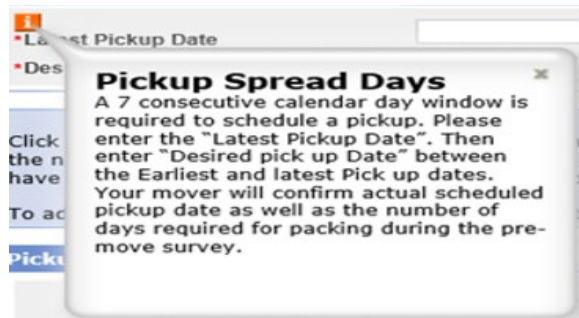 i
*Latest Pickup Date
*Des
Pickup Spread Days
A 7 consecutive calendar day window is
required to schedule a pickup. Please
enter the “Latest Pickup Date”. Then
enter “Desired pick up Date” between
the Earliest and latest Pick up dates.
Your mover will confirm actual scheduled
pickup date as well as the number of
days required for packing during the pre-
move survey.
Click
the n
have
To ac
Picku